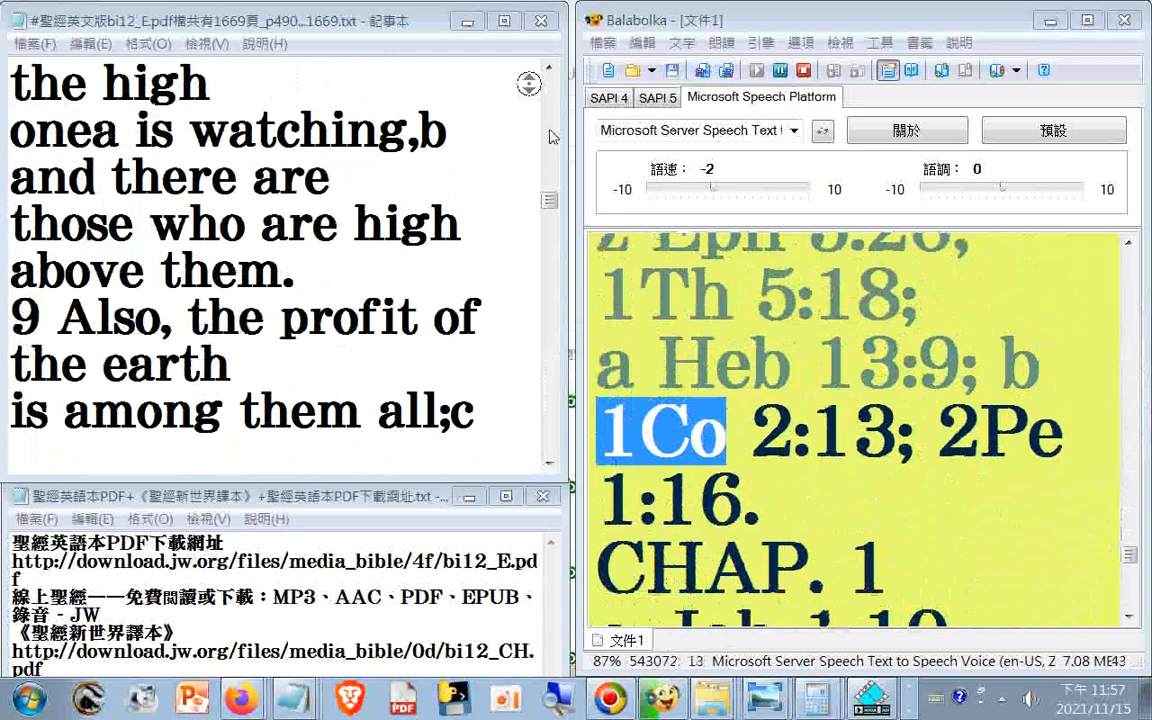 #聖經英文版bi12_E.pdf橫共有1669頁_p490...1669.txt - 記事本
檔案(F) 編輯(E) 格式(O) 檢視(V) 說明(H)
the high
onea is watching,b
and there are
those who are high
above them.
9 Also, the profit of
the earth
is among them all;c
聖經英語本PDF+《聖經新世界譯本》+聖經英語本PDF下載網址.txt - ...
檔案(F) 編輯(E) 格式(O) 檢視(V) 說明(H)
聖經英語本PDF下載網址
http://download.jw.org/files/media_bible/4f/bi12_E.pd
f
線上聖經——免費閱讀或下載：MP3、AAC、PDF、EPUB、
錄音 - JW
《聖經新世界譯本》
http://download.jw.org/files/media_bible/0d/bi12_CH.
pdf
Balabolka - [文件1]
檔案 編輯 文字 朗讀 引擎 選項 檢視 工具 書籤 說明
SAPI 4 SAPI 5 Microsoft Speech Platform
Microsoft Server Speech Text 關於 預設
語速： -2 語調： 0
-10 10 -10 10
2 Eph 5:20;
1Th 5:18;
a Heb 13:9; b
1Co 2:13; 2Pe
1:16.
CHAP. 1
文件1
87% 543072: 13 Microsoft Server Speech Text to Speech Voice (en-US, Z 7.08 ME43
PDF
下午 11:57
2021/11/15